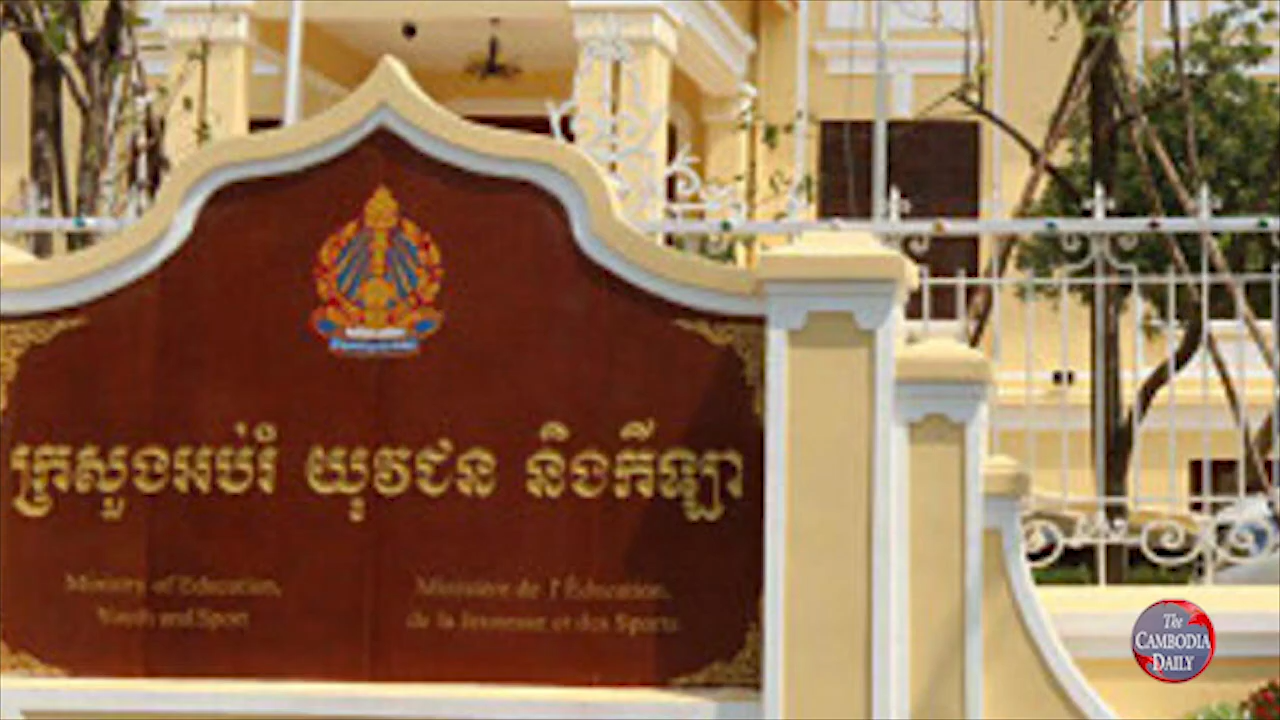 ក្រសួងអប់រំ យុវជន និងកីឡា
Ministry of Education,
Youth and Sport
Ministère de l'Éducation,
de la Jeunesse et des Sports
The
CAMBODIA
DAILY